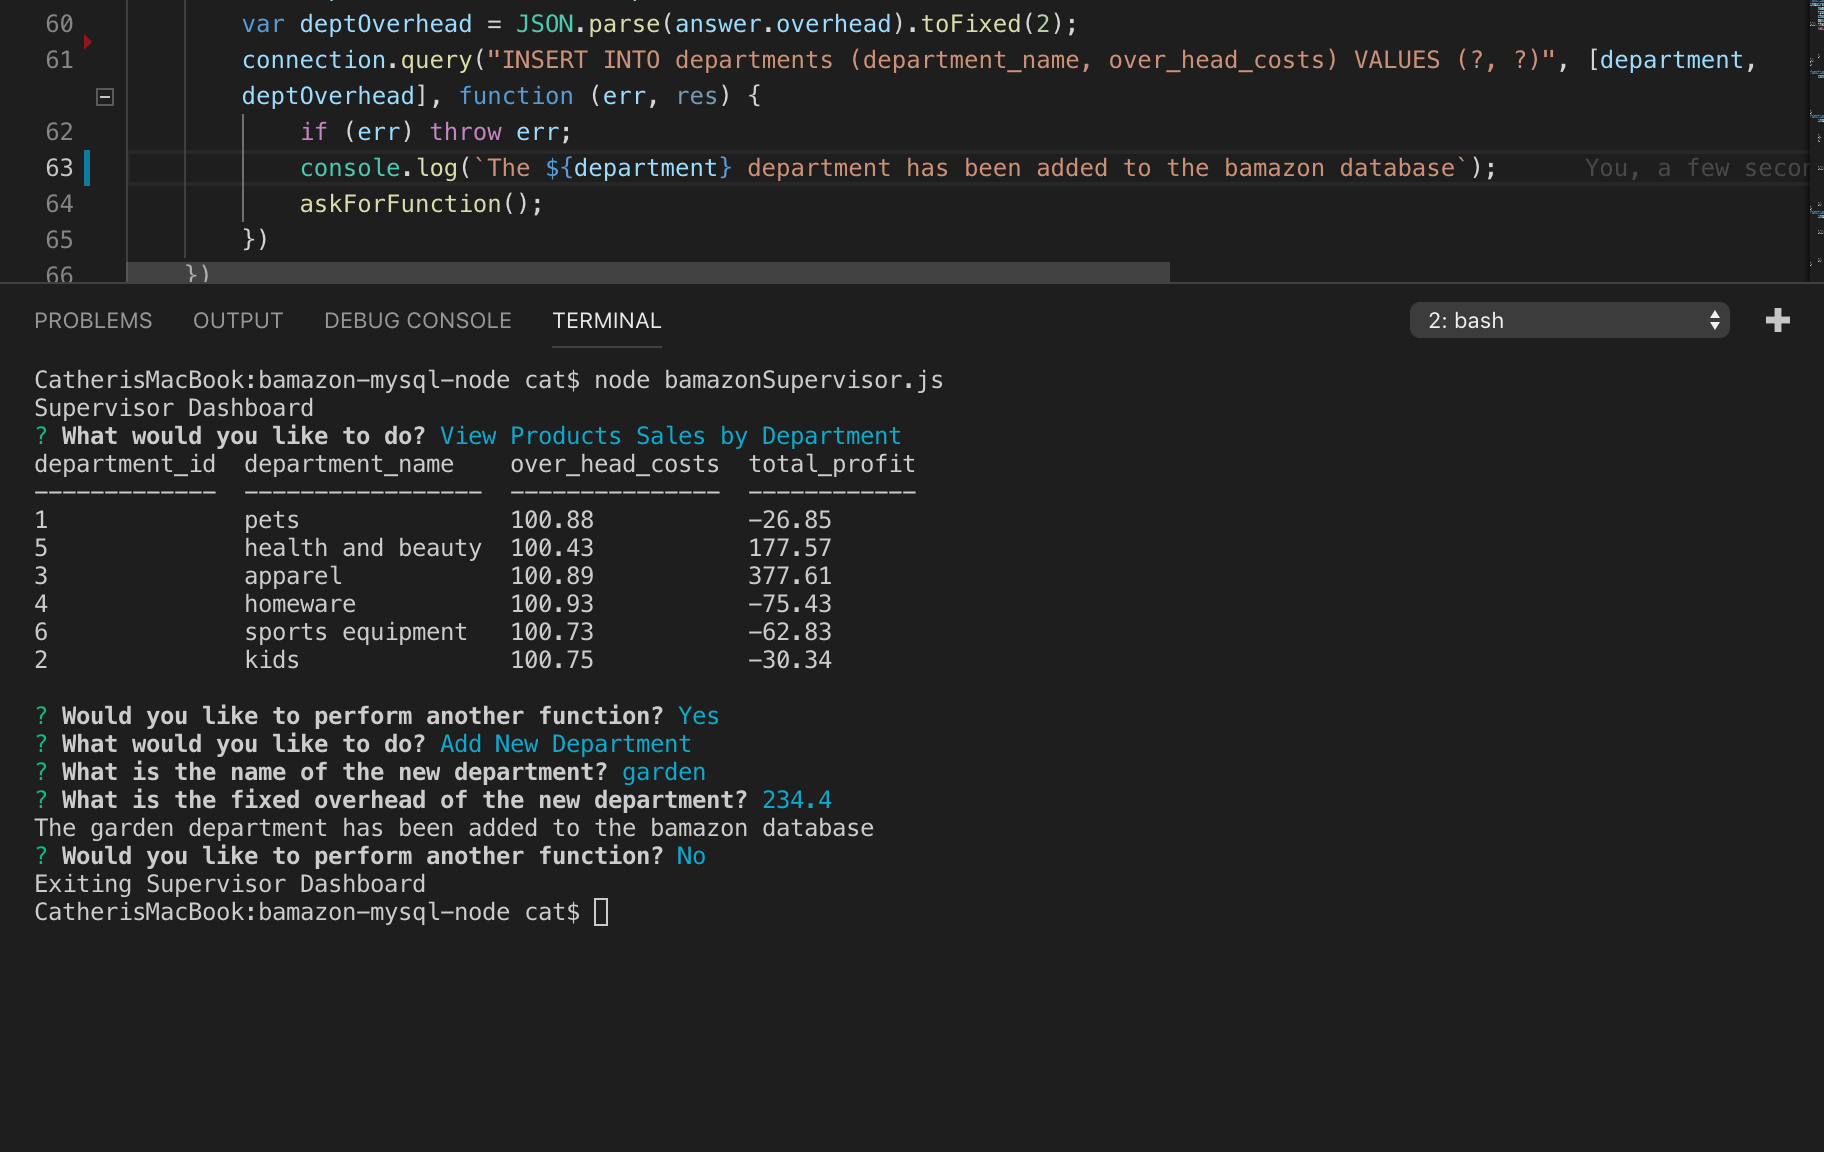 60 var deptOverhead = JSON.parse(answer.overhead).toFixed(2);
61 connection.query("INSERT INTO departments (department_name, over_head_costs) VALUES (?, ?)", [department,
deptOverhead], function (err, res) {
62 if (err) throw err;
63 console.log(`The ${department} department has been added to the bamazon database`); You, a few
64 askForFunction();
65 })
66 })
PROBLEMS OUTPUT DEBUG CONSOLE TERMINAL 2: bash
CatherisMacBook:bamazon-mysql-node cat$ node bamazonSupervisor.js
Supervisor Dashboard
? What would you like to do? View Products Sales by Department
department_id department_name over_head_costs total_profit
------------- ----------------- --------------- ------------
1 pets 100.88 -26.85
5 health and beauty 100.43 177.57
3 apparel 100.89 377.61
4 homeware 100.93 -75.43
6 sports equipment 100.73 -62.83
2 kids 100.75 -30.34
? Would you like to perform another function? Yes
? What would you like to do? Add New Department
? What is the name of the new department? garden
? What is the fixed overhead of the new department? 234.4
The garden department has been added to the bamazon database
? Would you like to perform another function? No
Exiting Supervisor Dashboard
CatherisMacBook:bamazon-mysql-node cat$